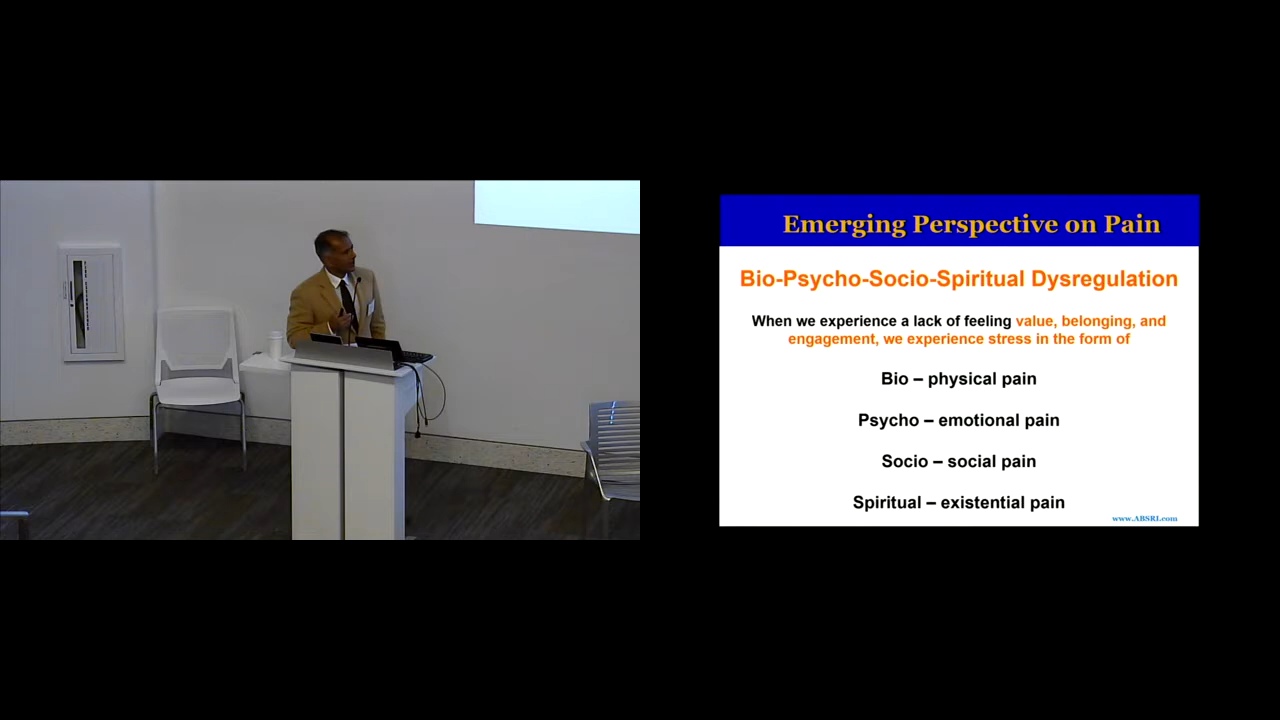 Emerging Perspective on Pain
Bio-Psycho-Socio-Spiritual Dysregulation
When we experience a lack of feeling value, belonging, and
engagement, we experience stress in the form of
Bio – physical pain
Psycho – emotional pain
Socio – social pain
Spiritual – existential pain
www.ABSRI.com